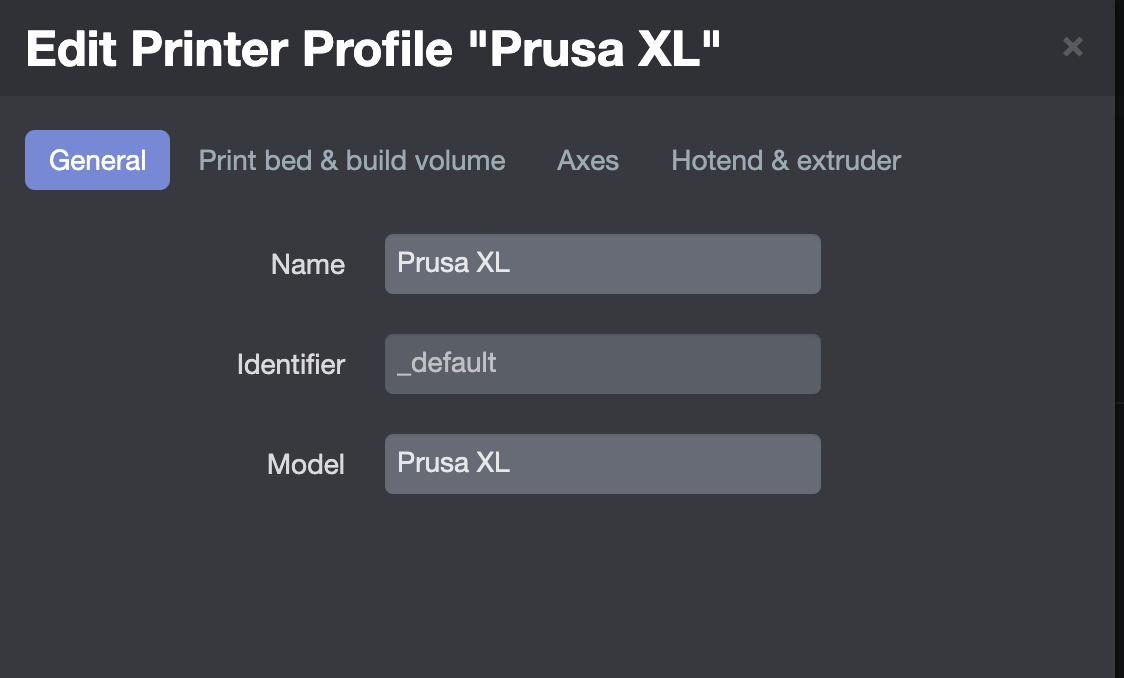 Edit Printer Profile "Prusa XL"
×
General Print bed & build volume Axes Hotend & extruder
Name Prusa XL
Identifier _default
Model Prusa XL